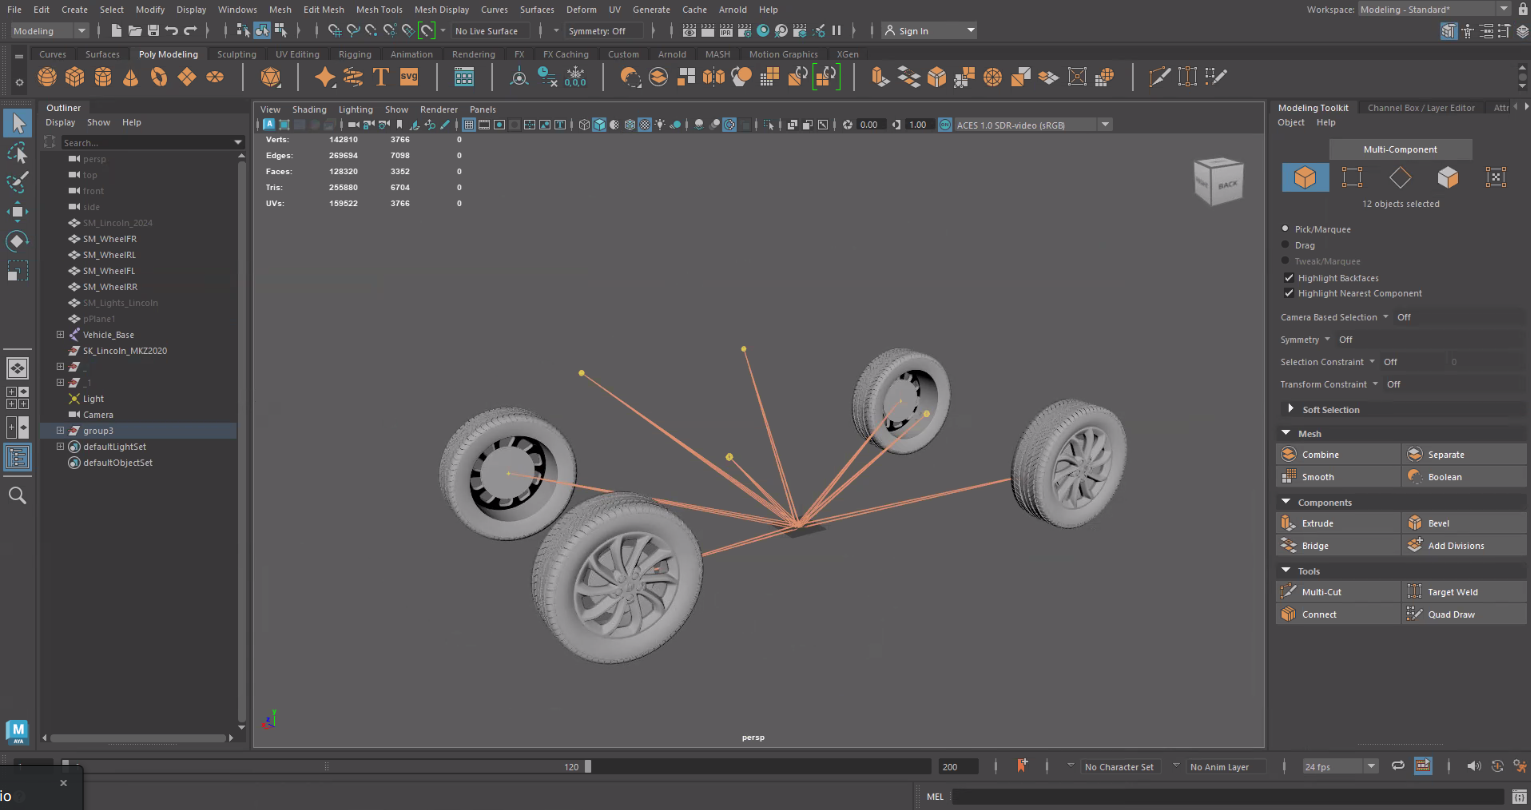 File Edit Create Select Modify Display Windows Mesh Edit Mesh Mesh Tools Mesh Display Curves Surfaces Deform UV Generate Cache Arnold Help Workspace: Modeling - Standard*
Modeling No Live Surface Symmetry: Off Sign In
Curves Surfaces Poly Modeling Sculpting UV Editing Rigging Animation Rendering FX FX Caching Custom Arnold MASH Motion Graphics XGen
T SVG 0,0,0
Outliner
Display Show Help
Search...
persp
top
front
side
SM_Lincoln_2024
SM_WheelFR
SM_WheelRL
SM_WheelFL
SM_WheelRR
SM_Lights_Lincoln
pPlane1
Vehicle_Base
SK_Lincoln_MKZ2020
_
_1
Light
Camera
group3
defaultLightSet
defaultObjectSet
View Shading Lighting Show Renderer Panels
0.00 1.00 ACES 1.0 SDR-video (sRGB)
Verts: 142810 3766 0
Edges: 269694 7098 0
Faces: 128320 3352 0
Tris: 255880 6704 0
UVs: 159522 3766 0
BACK
persp
Modeling Toolkit Channel Box / Layer Editor Attr
Object Help
Multi-Component
12 objects selected
Pick/Marquee
Drag
Tweak/Marquee
Highlight Backfaces
Highlight Nearest Component
Camera Based Selection Off
Symmetry Off
Selection Constraint Off 0
Transform Constraint Off
Soft Selection
Mesh
Combine Separate
Smooth Boolean
Components
Extrude Bevel
Bridge Add Divisions
Tools
Multi-Cut Target Weld
Connect Quad Draw
120 200 No Character Set No Anim Layer 24 fps
io
MEL